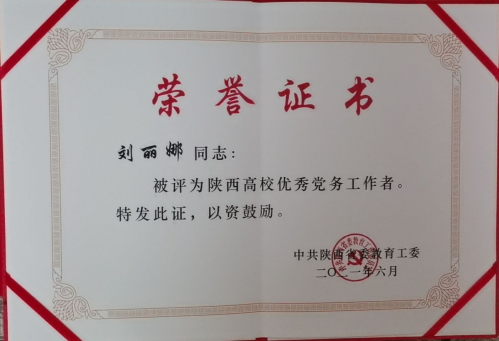 荣誉证书
刘丽娜 同志：
被评为陕西高校优秀党务工作者。
特发此证，以资鼓励。
中共陕西省委教育工委
二〇二一年六月